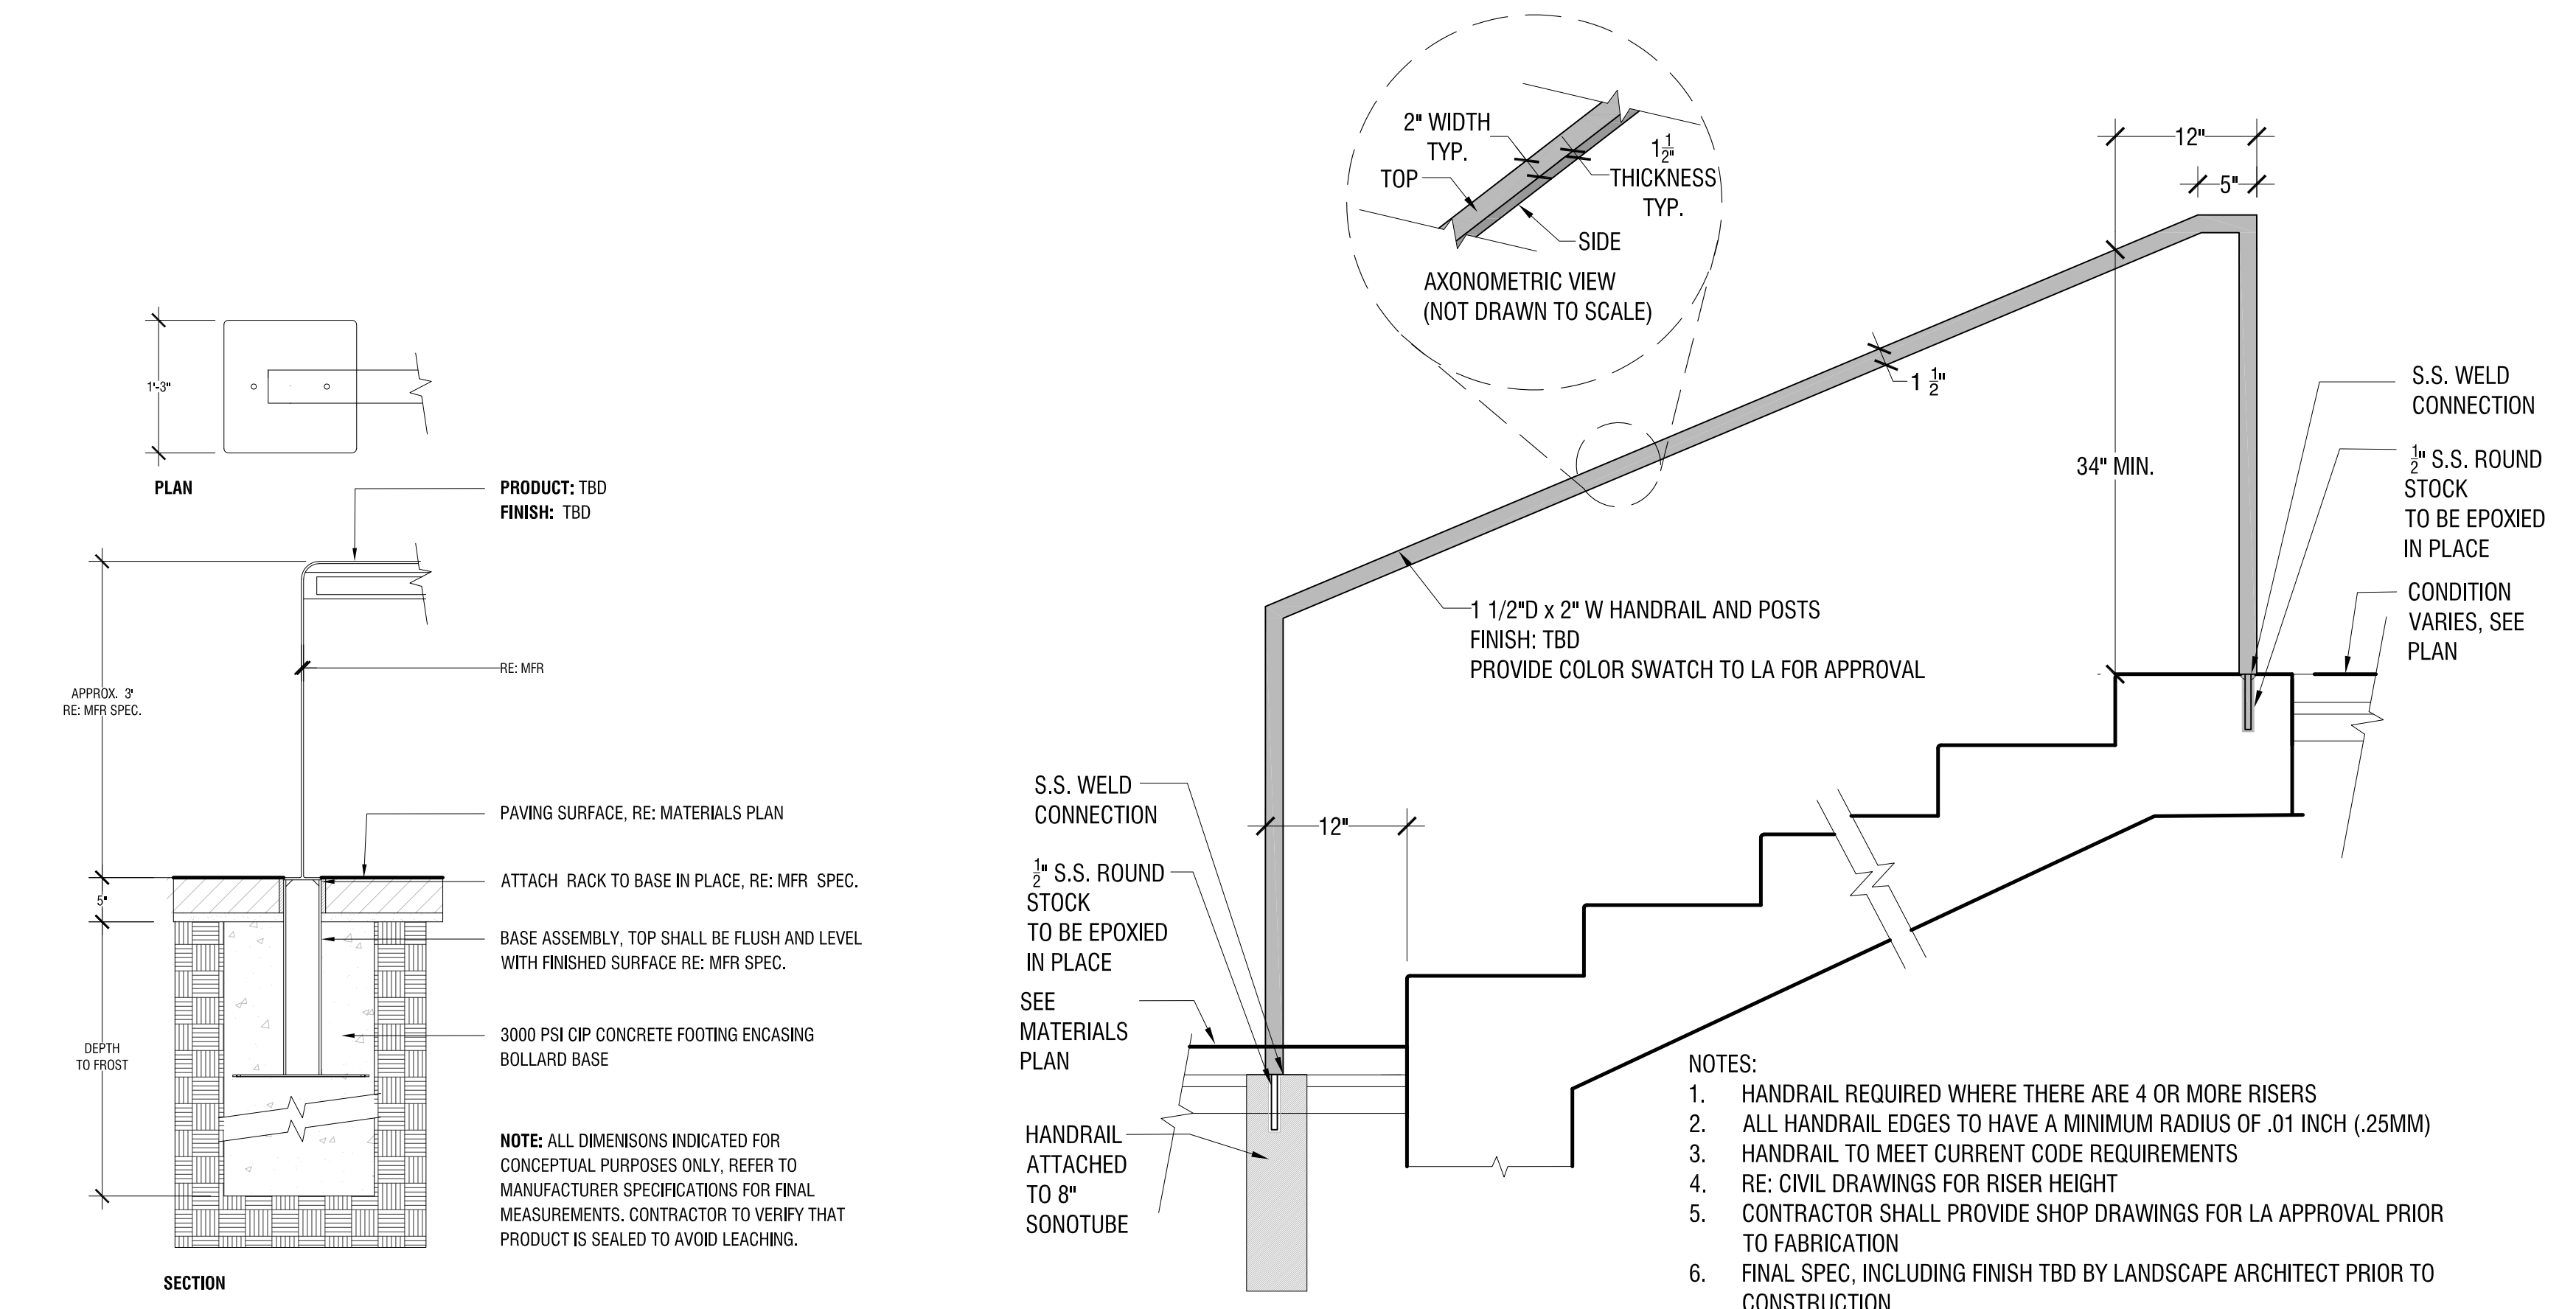 1'-3"
PLAN
PRODUCT: TBD
FINISH: TBD
APPROX. 3'
RE: MFR SPEC.
RE: MFR
PAVING SURFACE, RE: MATERIALS PLAN
ATTACH RACK TO BASE IN PLACE, RE: MFR SPEC.
5"
BASE ASSEMBLY, TOP SHALL BE FLUSH AND LEVEL
WITH FINISHED SURFACE RE: MFR SPEC.
3000 PSI CIP CONCRETE FOOTING ENCASING
BOLLARD BASE
DEPTH
TO FROST
NOTE: ALL DIMENISONS INDICATED FOR
CONCEPTUAL PURPOSES ONLY, REFER TO
MANUFACTURER SPECIFICATIONS FOR FINAL
MEASUREMENTS. CONTRACTOR TO VERIFY THAT
PRODUCT IS SEALED TO AVOID LEACHING.
SECTION
2" WIDTH
TYP.
TOP
1 1/2"
THICKNESS
TYP.
SIDE
AXONOMETRIC VIEW
(NOT DRAWN TO SCALE)
12"
5"
1 1/2"
34" MIN.
S.S. WELD
CONNECTION
1/2" S.S. ROUND
STOCK
TO BE EPOXIED
IN PLACE
CONDITION
VARIES, SEE
PLAN
1 1/2"D x 2" W HANDRAIL AND POSTS
FINISH: TBD
PROVIDE COLOR SWATCH TO LA FOR APPROVAL
S.S. WELD
CONNECTION
12"
1/2" S.S. ROUND
STOCK
TO BE EPOXIED
IN PLACE
SEE
MATERIALS
PLAN
HANDRAIL
ATTACHED
TO 8"
SONOTUBE
NOTES:
1. HANDRAIL REQUIRED WHERE THERE ARE 4 OR MORE RISERS
2. ALL HANDRAIL EDGES TO HAVE A MINIMUM RADIUS OF .01 INCH (.25MM)
3. HANDRAIL TO MEET CURRENT CODE REQUIREMENTS
4. RE: CIVIL DRAWINGS FOR RISER HEIGHT
5. CONTRACTOR SHALL PROVIDE SHOP DRAWINGS FOR LA APPROVAL PRIOR
TO FABRICATION
6. FINAL SPEC, INCLUDING FINISH TBD BY LANDSCAPE ARCHITECT PRIOR TO
CONSTRUCTION